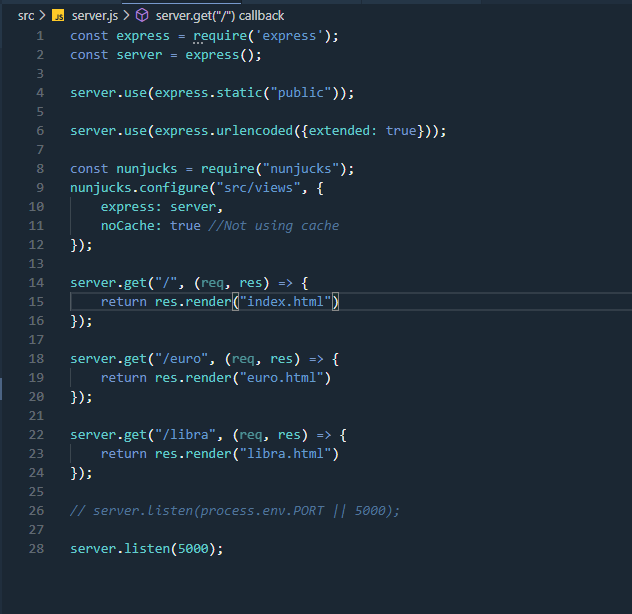 src > JS server.js > server.get("/") callback
1 const express = require('express');
2 const server = express();
3
4 server.use(express.static("public"));
5
6 server.use(express.urlencoded({extended: true}));
7
8 const nunjucks = require("nunjucks");
9 nunjucks.configure("src/views", {
10     express: server,
11     noCache: true //Not using cache
12 });
13
14 server.get("/", (req, res) => {
15     return res.render("index.html")
16 });
17
18 server.get("/euro", (req, res) => {
19     return res.render("euro.html")
20 });
21
22 server.get("/libra", (req, res) => {
23     return res.render("libra.html")
24 });
25
26 // server.listen(process.env.PORT || 5000);
27
28 server.listen(5000);